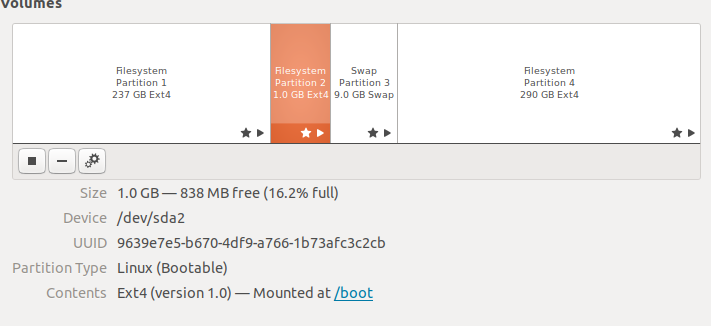 Volumes
Filesystem
Partition 1
237 GB Ext4
Filesystem
Partition 2
1.0 GB Ext4
Swap
Partition 3
9.0 GB Swap
Filesystem
Partition 4
290 GB Ext4
Size 1.0 GB — 838 MB free (16.2% full)
Device /dev/sda2
UUID 9639e7e5-b670-4df9-a766-1b73afc3c2cb
Partition Type Linux (Bootable)
Contents Ext4 (version 1.0) — Mounted at /boot